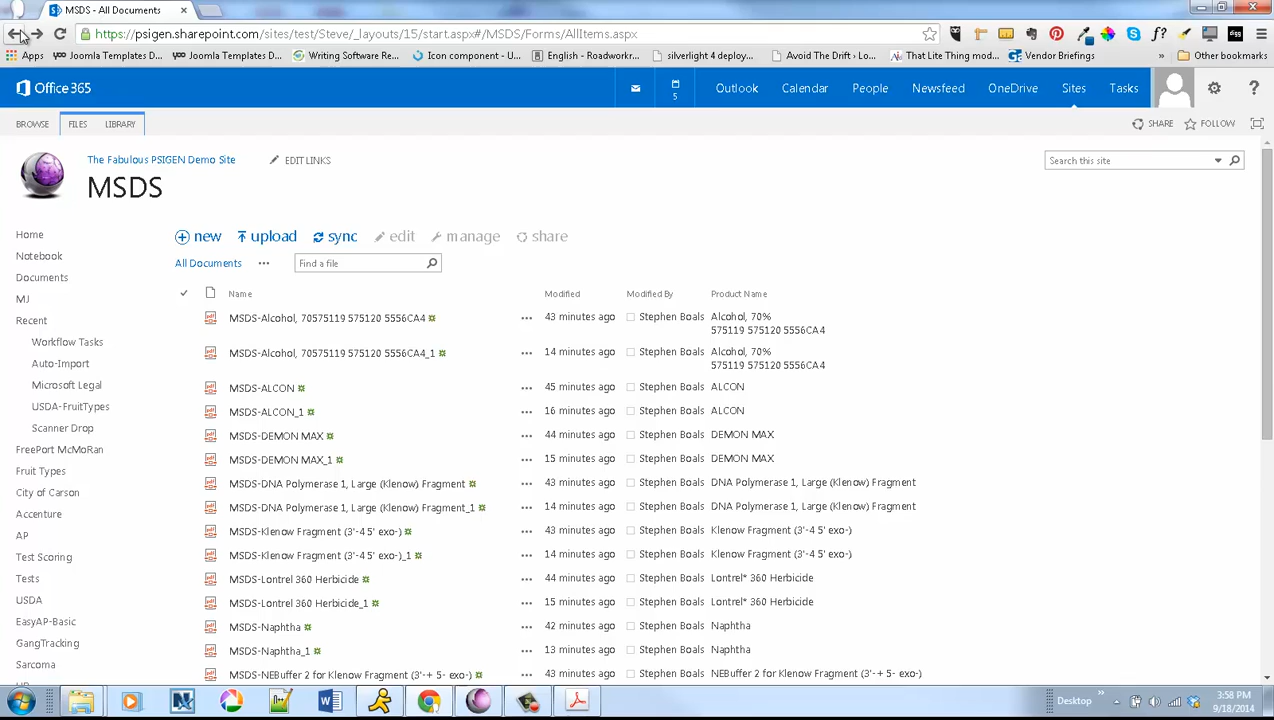 MSDS - All Documents
https://psigen.sharepoint.com/sites/test/Steve/_layouts/15/start.aspx#/MSDS/Forms/AllItems.aspx
Apps Joomla Templates D... Joomla Templates D... Writing Software Re... Icon component - U... English - Roadworkr... silverlight 4 deploy... Avoid The Drift › Lo... That Lite Thing mod... Vendor Briefings » Other bookmarks
Office 365 5 Outlook Calendar People Newsfeed OneDrive Sites Tasks ?
BROWSE FILES LIBRARY SHARE FOLLOW
The Fabulous PSIGEN Demo Site EDIT LINKS Search this site
MSDS
Home
Notebook
Documents
MJ
Recent
Workflow Tasks
Auto-Import
Microsoft Legal
USDA-FruitTypes
Scanner Drop
FreePort McMoRan
Fruit Types
City of Carson
Accenture
AP
Test Scoring
Tests
USDA
EasyAP-Basic
GangTracking
Sarcoma
new upload sync edit manage share
All Documents ... Find a file
Name Modified Modified By Product Name
MSDS-Alcohol, 70575119 575120 5556CA4 ... 43 minutes ago Stephen Boals Alcohol, 70%
575119 575120 5556CA4
MSDS-Alcohol, 70575119 575120 5556CA4_1 ... 14 minutes ago Stephen Boals Alcohol, 70%
575119 575120 5556CA4
MSDS-ALCON ... 45 minutes ago Stephen Boals ALCON
MSDS-ALCON_1 ... 16 minutes ago Stephen Boals ALCON
MSDS-DEMON MAX ... 44 minutes ago Stephen Boals DEMON MAX
MSDS-DEMON MAX_1 ... 15 minutes ago Stephen Boals DEMON MAX
MSDS-DNA Polymerase 1, Large (Klenow) Fragment ... 43 minutes ago Stephen Boals DNA Polymerase 1, Large (Klenow) Fragment
MSDS-DNA Polymerase 1, Large (Klenow) Fragment_1 ... 14 minutes ago Stephen Boals DNA Polymerase 1, Large (Klenow) Fragment
MSDS-Klenow Fragment (3'-4 5' exo-) ... 43 minutes ago Stephen Boals Klenow Fragment (3'-4 5' exo-)
MSDS-Klenow Fragment (3'-4 5' exo-)_1 ... 14 minutes ago Stephen Boals Klenow Fragment (3'-4 5' exo-)
MSDS-Lontrel 360 Herbicide ... 44 minutes ago Stephen Boals Lontrel* 360 Herbicide
MSDS-Lontrel 360 Herbicide_1 ... 15 minutes ago Stephen Boals Lontrel* 360 Herbicide
MSDS-Naphtha ... 42 minutes ago Stephen Boals Naphtha
MSDS-Naphtha_1 ... 13 minutes ago Stephen Boals Naphtha
MSDS-NEBuffer 2 for Klenow Fragment (3'-+ 5- exo-) ... 43 minutes ago Stephen Boals NEBuffer 2 for Klenow Fragment (3'-+ 5- exo-)
Desktop » 3:58 PM
9/18/2014